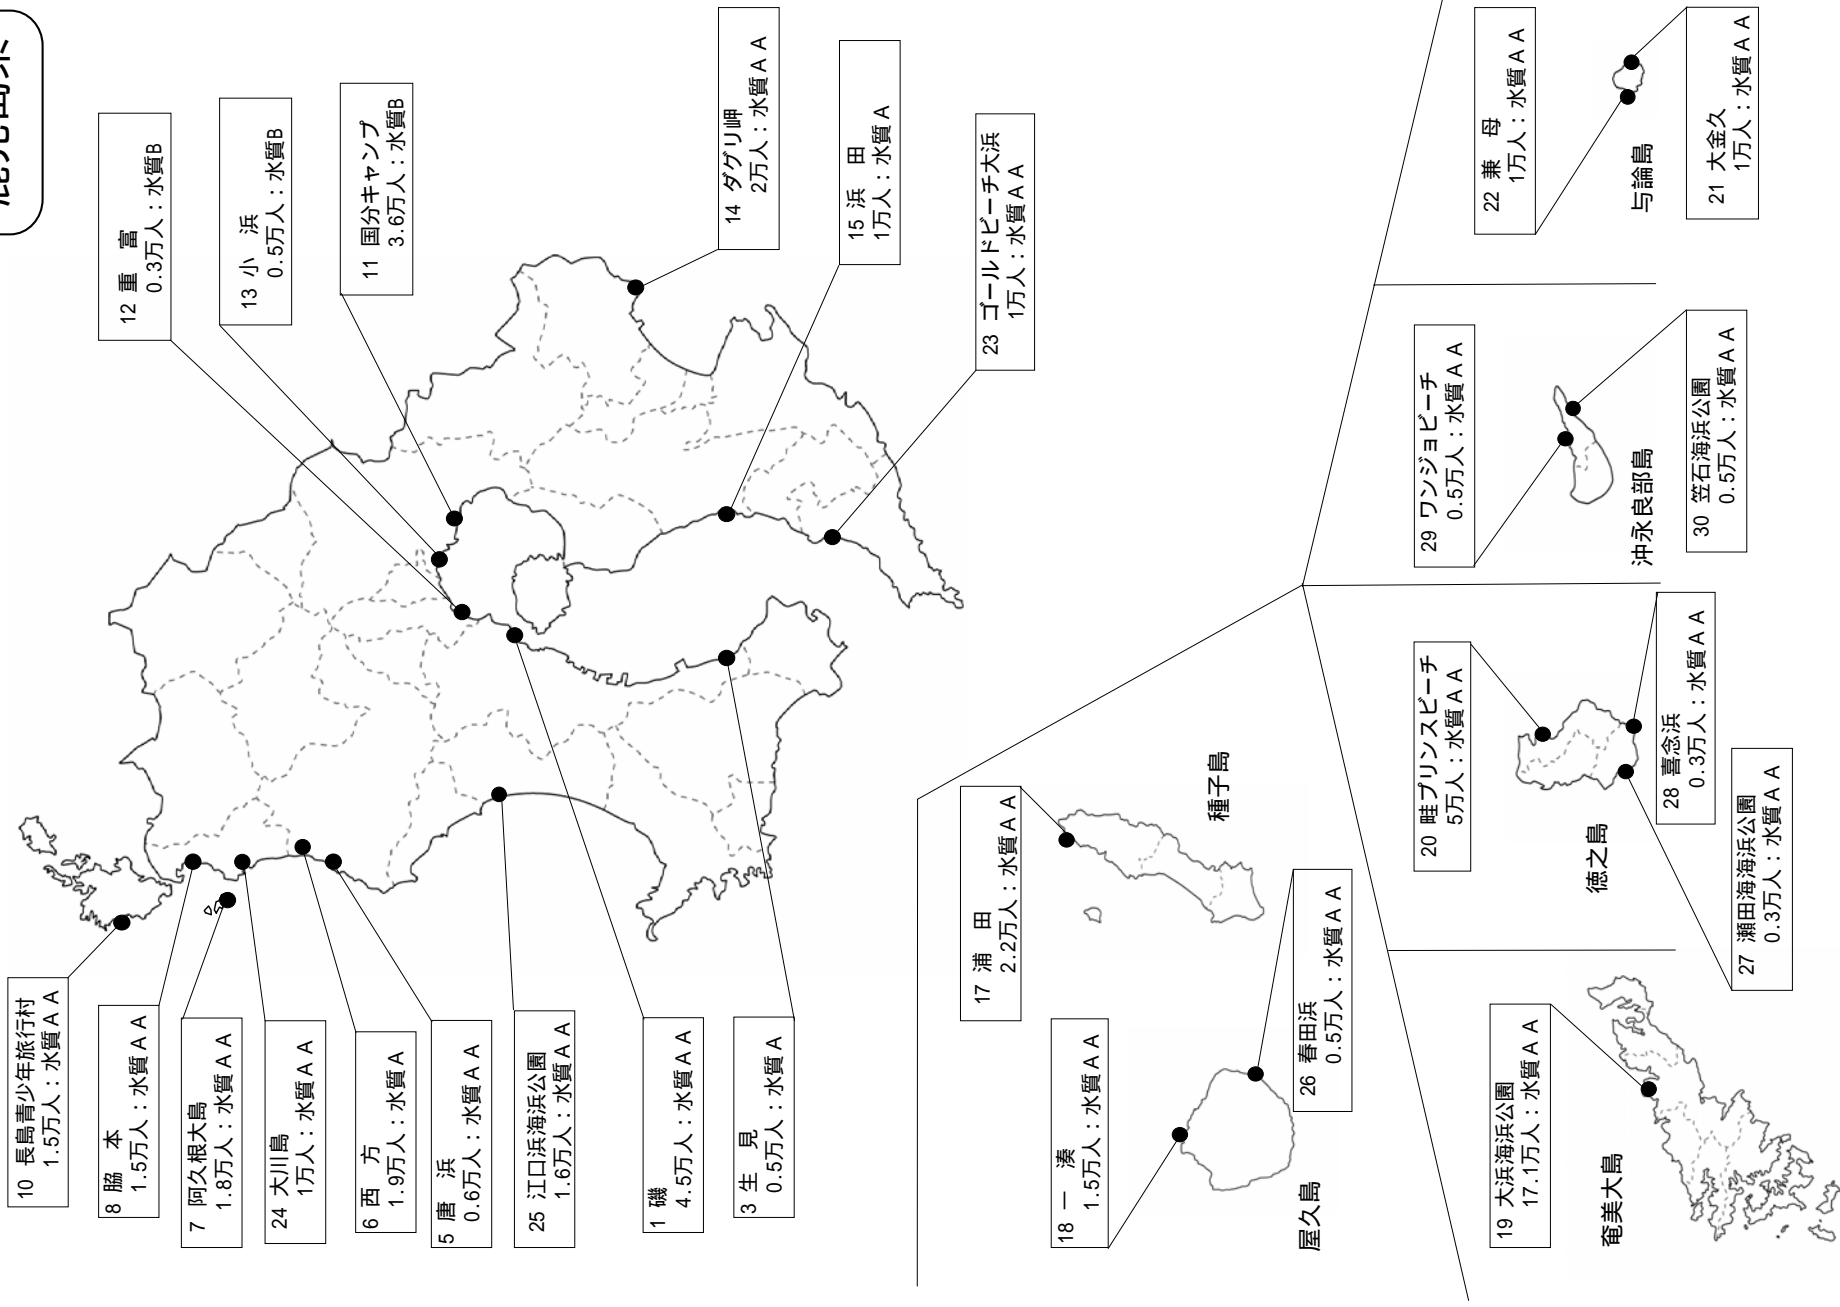 12 重　富
0.3万人：水質B
13 小　浜
0.5万人：水質B
11 国分キャンプ
3.6万人：水質B
14 ダグリ岬
2万人：水質ＡＡ
15 浜　田
1万人：水質Ａ
23 ゴールドビーチ大浜
1万人：水質ＡＡ
10 長島青少年旅行村
1.5万人：水質ＡＡ
8 脇　本
1.5万人：水質ＡＡ
7 阿久根大島
1.8万人：水質ＡＡ
24 大川島
1万人：水質ＡＡ
6 西　方
1.9万人：水質A
5 唐　浜
0.6万人：水質ＡＡ
25 江口浜海浜公園
1.6万人：水質ＡＡ
1 磯
4.5万人：水質ＡＡ
3 生　見
0.5万人：水質Ａ
17 浦　田
2.2万人：水質ＡＡ
種子島
18 一　湊
1.5万人：水質ＡＡ
26 春田浜
0.5万人：水質ＡＡ
屋久島
22 兼　母
1万人：水質ＡＡ
与論島
21 大金久
1万人：水質ＡＡ
29 ワンジョビーチ
0.5万人：水質ＡＡ
沖永良部島
30 笠石海浜公園
0.5万人：水質ＡＡ
20 畦プリンスビーチ
5万人：水質ＡＡ
徳之島
28 喜念浜
0.3万人：水質ＡＡ
27 瀬田海海浜公園
0.3万人：水質ＡＡ
19 大浜海浜公園
17.1万人：水質ＡＡ
奄美大島